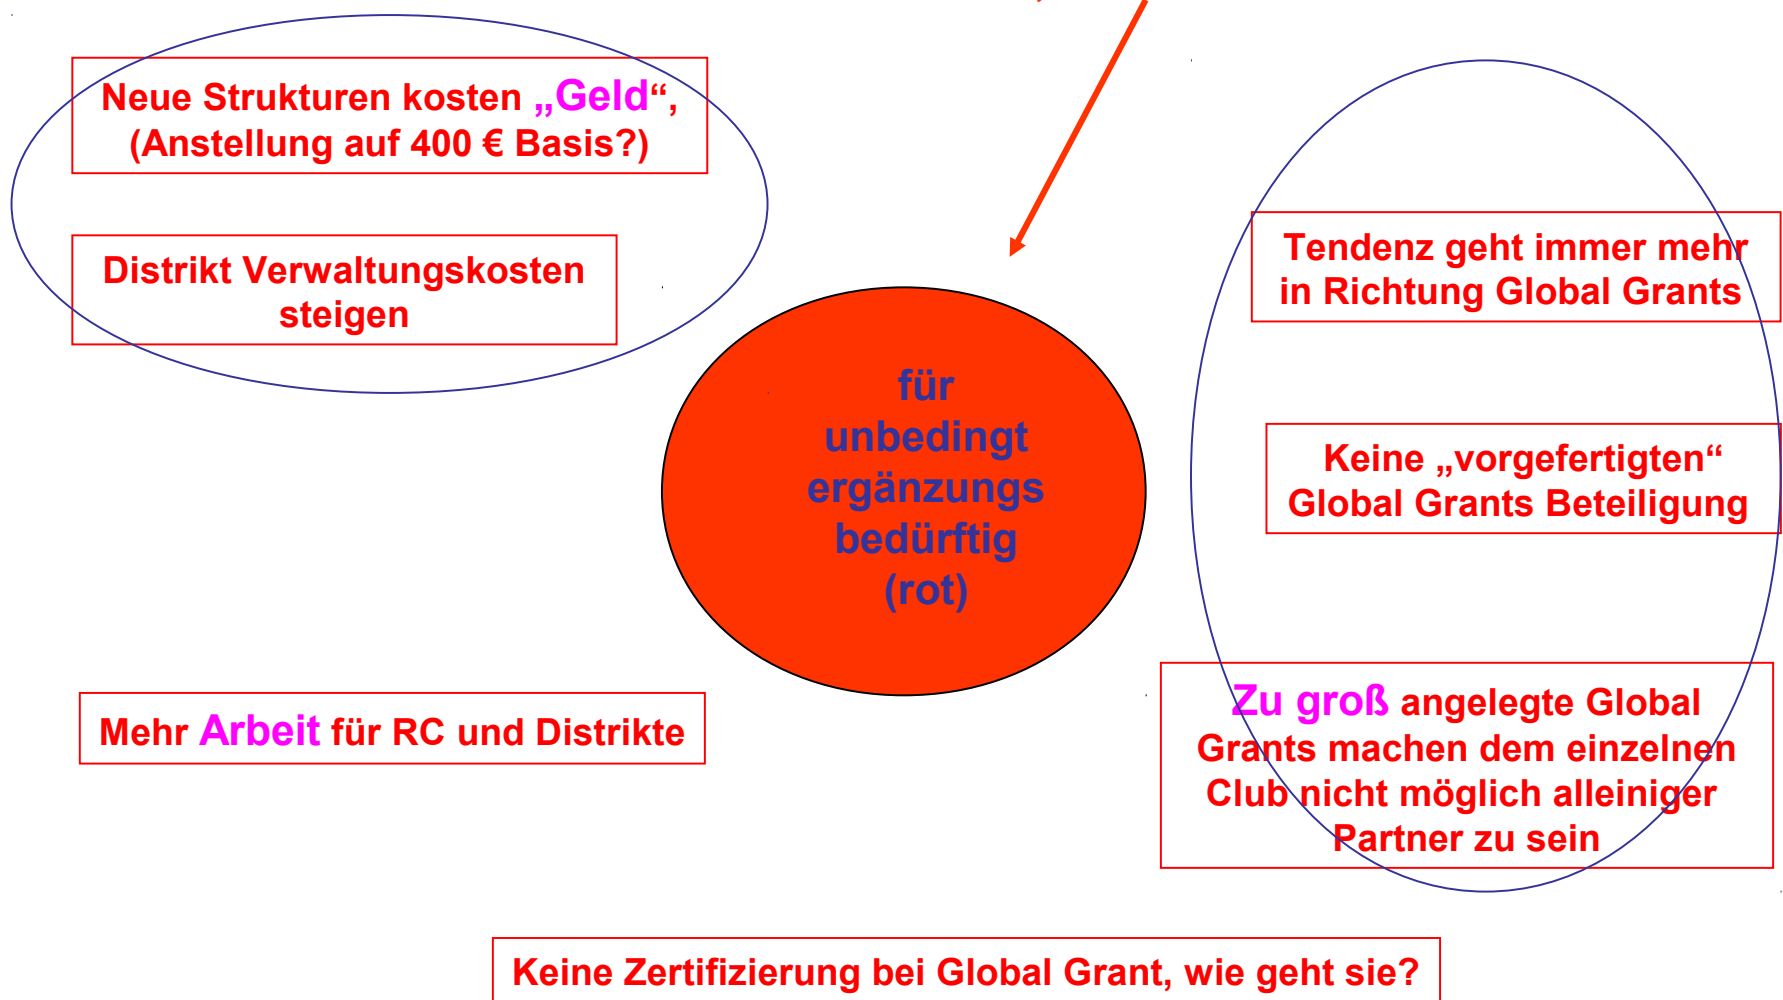 Neue Strukturen kosten „Geld“,
(Anstellung auf 400 € Basis?)
Distrikt Verwaltungskosten
steigen
Tendenz geht immer mehr
in Richtung Global Grants
für
unbedingt
ergänzungs
bedürftig
(rot)
Keine „vorgefertigten“
Global Grants Beteiligung
Mehr Arbeit für RC und Distrikte
Zu groß angelegte Global
Grants machen dem einzelnen
Club nicht möglich alleiniger
Partner zu sein
Keine Zertifizierung bei Global Grant, wie geht sie?